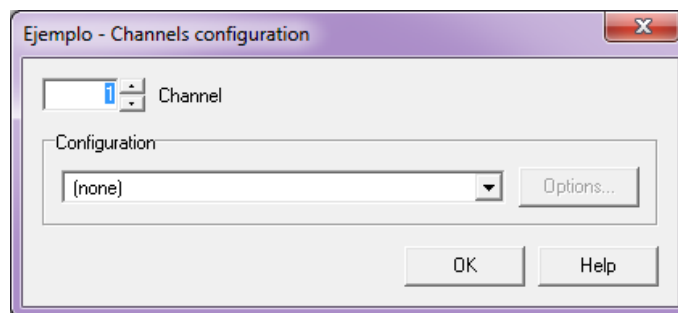 Ejemplo - Channels configuration
1 Channel
Configuration
(none) Options...
OK Help